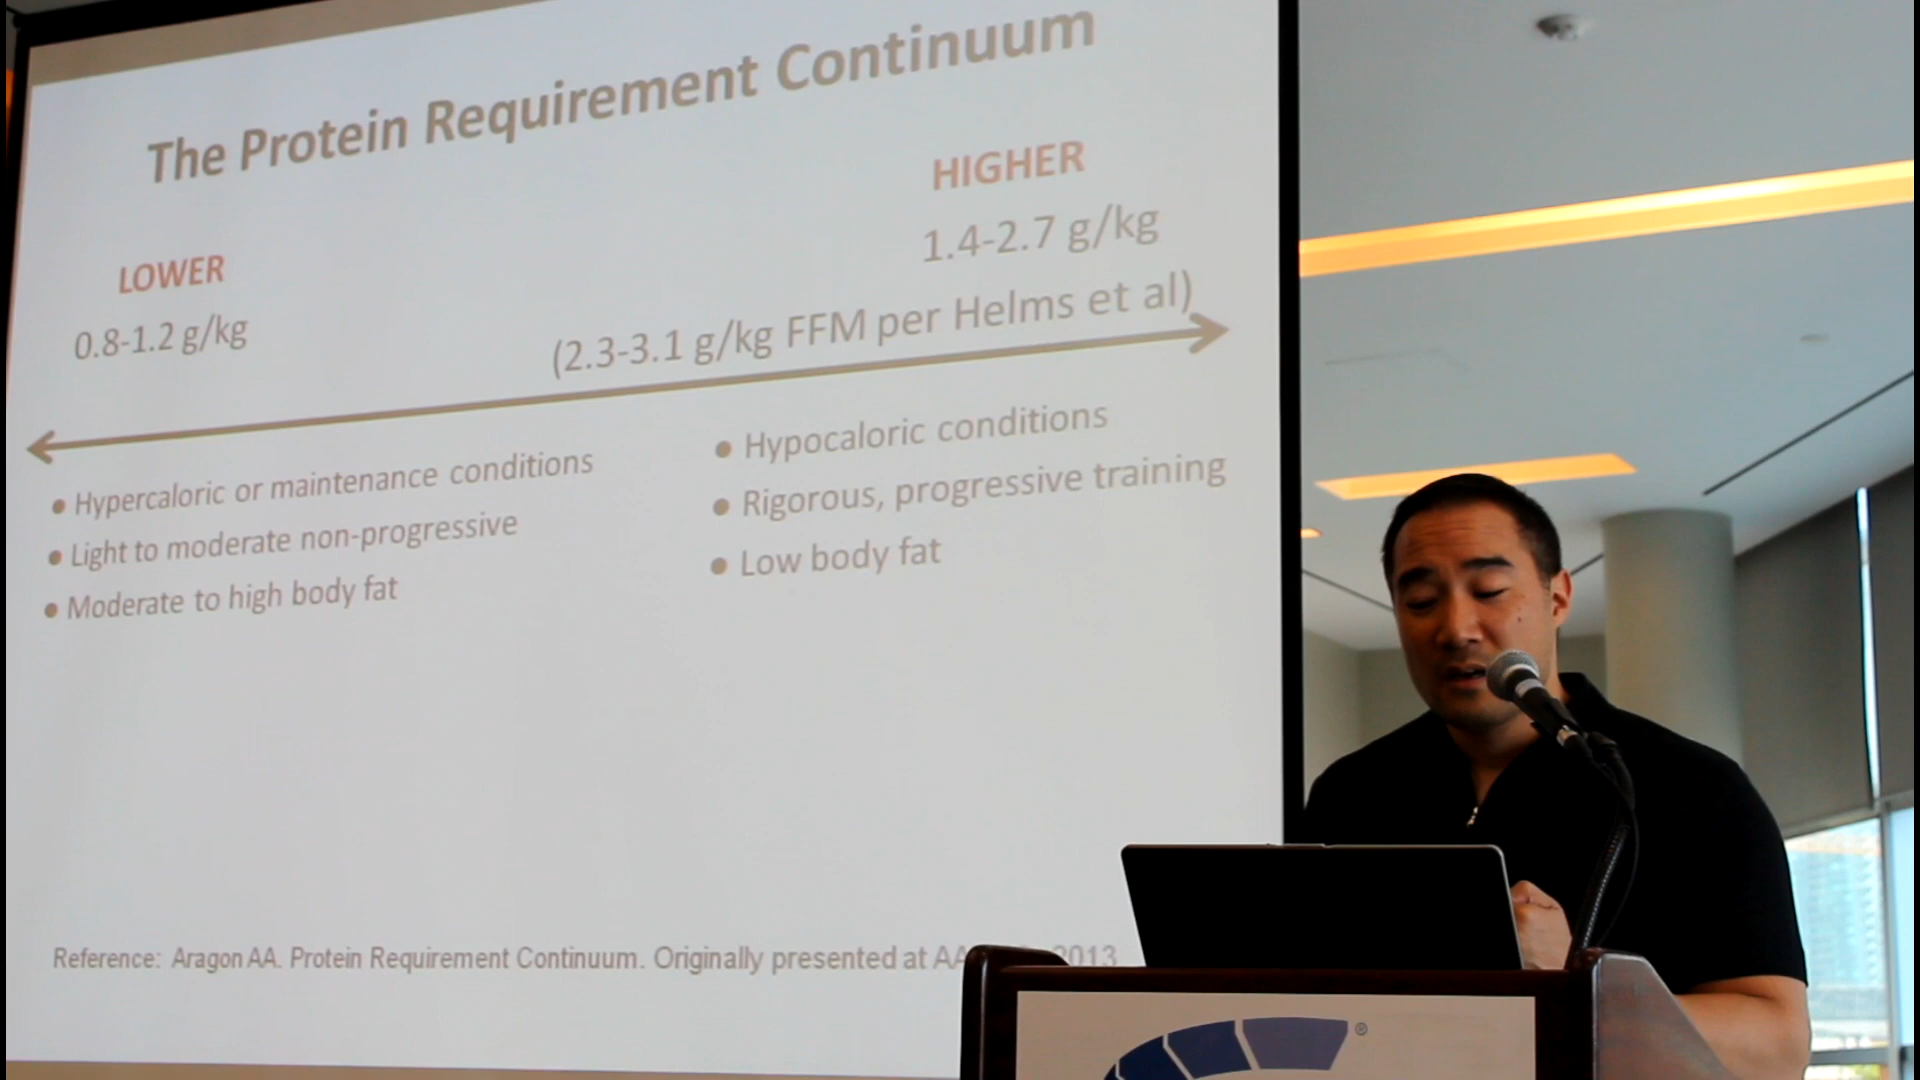 The Protein Requirement Continuum
LOWER
0.8-1.2 g/kg
HIGHER
1.4-2.7 g/kg
(2.3-3.1 g/kg FFM per Helms et al)
● Hypercaloric or maintenance conditions
● Light to moderate non-progressive
● Moderate to high body fat
● Hypocaloric conditions
● Rigorous, progressive training
● Low body fat
Reference: Aragon AA. Protein Requirement Continuum. Originally presented at 2013
®